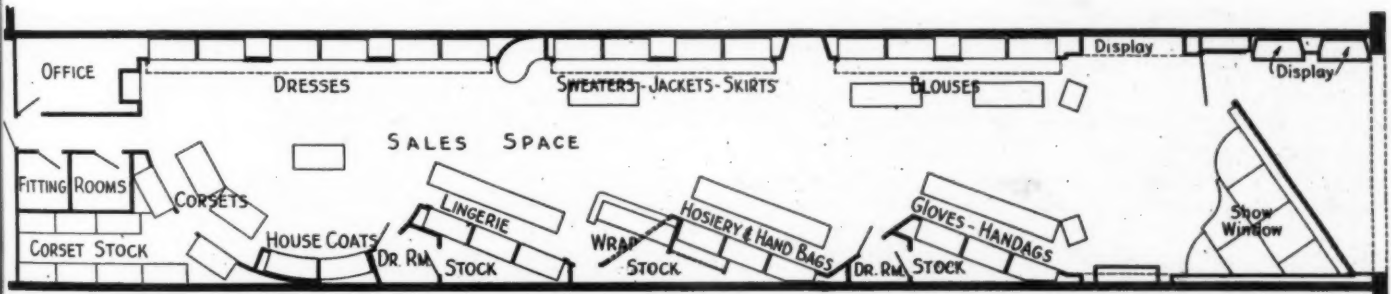 OFFICE
DRESSES
SWEATERS-JACKETS-SKIRTS
BLOUSES
Display
Display
SALES SPACE
FITTING ROOMS
CORSETS
CORSET STOCK
HOUSE COATS
DR. RM.
LINGERIE
STOCK
WRAP
STOCK
HOSIERY & HAND BAGS
DR. RM.
STOCK
GLOVES-HANDAGS
Show
Window